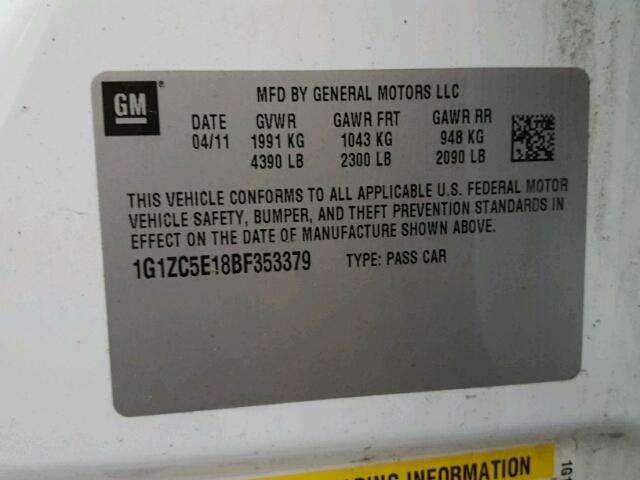 GM
MFD BY GENERAL MOTORS LLC
DATE GVWR GAWR FRT GAWR RR
04/11 1991 KG 1043 KG 948 KG
4390 LB 2300 LB 2090 LB
THIS VEHICLE CONFORMS TO ALL APPLICABLE U.S. FEDERAL MOTOR
VEHICLE SAFETY, BUMPER, AND THEFT PREVENTION STANDARDS IN
EFFECT ON THE DATE OF MANUFACTURE SHOWN ABOVE.
1G1ZC5E18BF353379 TYPE: PASS CAR
INFORMATION
1G1